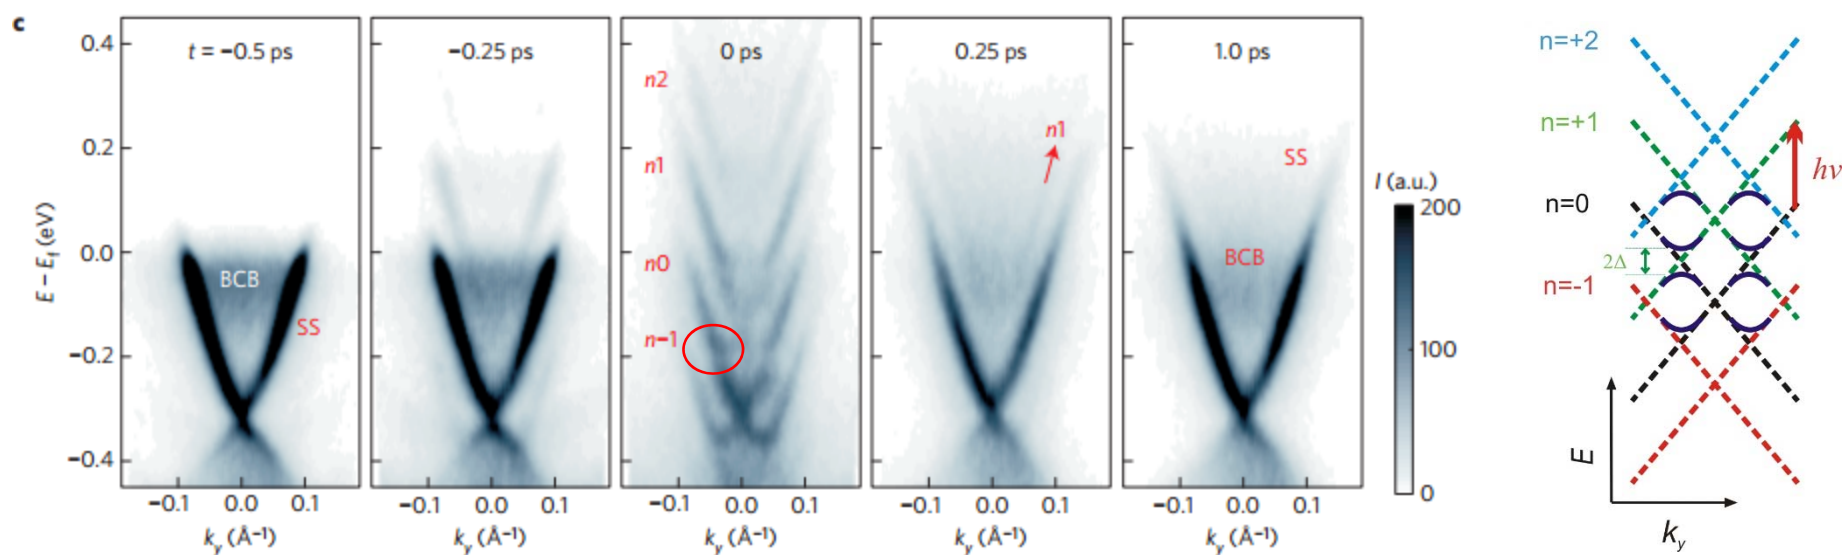 c
t = −0.5 ps
−0.25 ps
0 ps
0.25 ps
1.0 ps
0.4
0.2
0.0
−0.2
−0.4
E − Ef (eV)
BCB
SS
n2
n1
n0
n−1
n1
SS
BCB
I (a.u.)
200
100
0
−0.1 0.0 0.1
−0.1 0.0 0.1
−0.1 0.0 0.1
−0.1 0.0 0.1
−0.1 0.0 0.1
ky (Å⁻¹)
ky (Å⁻¹)
ky (Å⁻¹)
ky (Å⁻¹)
ky (Å⁻¹)
n=+2
n=+1
hν
n=0
2Δ
n=-1
E
ky